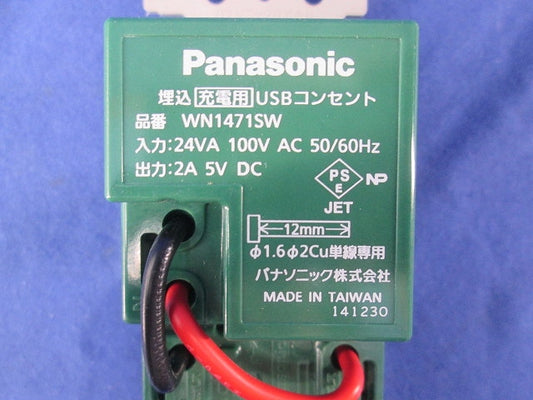 Panasonic
埋込 充電用 USBコンセント
品番 WN1471SW
入力:24VA 100V AC 50/60Hz
出力:2A 5V DC
PS
E
NP
JET
12mm
φ1.6φ2Cu単線専用
パナソニック株式会社
MADE IN TAIWAN
141230